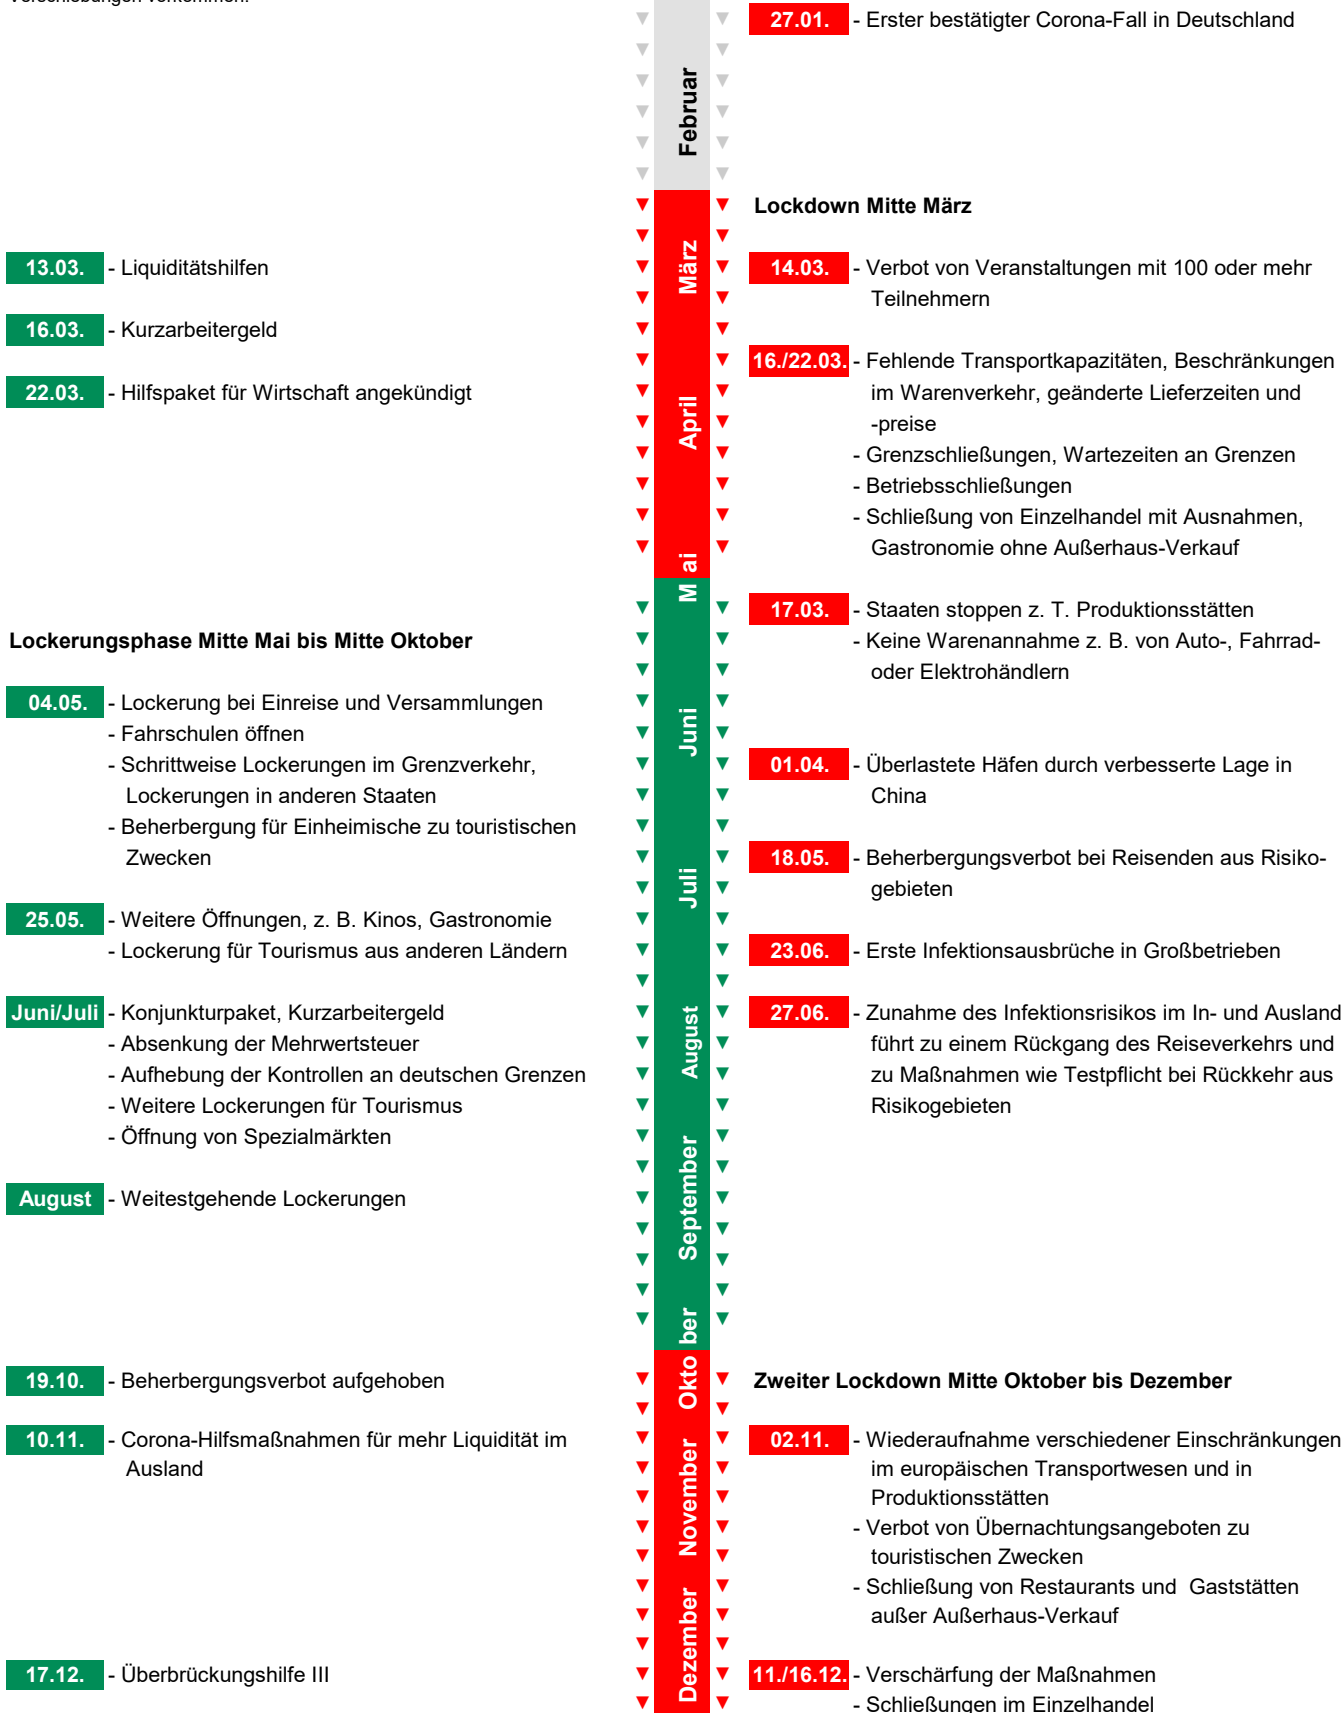 27.01. - Erster bestätigter Corona-Fall in Deutschland
Februar
Lockdown Mitte März
März
13.03. - Liquiditätshilfen
14.03. - Verbot von Veranstaltungen mit 100 oder mehr
Teilnehmern
16.03. - Kurzarbeitergeld
16./22.03. - Fehlende Transportkapazitäten, Beschränkungen
im Warenverkehr, geänderte Lieferzeiten und
-preise
22.03. - Hilfspaket für Wirtschaft angekündigt
April
- Grenzschließungen, Wartezeiten an Grenzen
- Betriebsschließungen
- Schließung von Einzelhandel mit Ausnahmen,
Gastronomie ohne Außerhaus-Verkauf
Mai
17.03. - Staaten stoppen z. T. Produktionsstätten
- Keine Warenannahme z. B. von Auto-, Fahrrad-
oder Elektrohändlern
Lockerungsphase Mitte Mai bis Mitte Oktober
04.05. - Lockerung bei Einreise und Versammlungen
- Fahrschulen öffnen
- Schrittweise Lockerungen im Grenzverkehr,
Lockerungen in anderen Staaten
- Beherbergung für Einheimische zu touristischen
Zwecken
Juni
01.04. - Überlastete Häfen durch verbesserte Lage in
China
18.05. - Beherbergungsverbot bei Reisenden aus Risiko-
gebieten
Juli
25.05. - Weitere Öffnungen, z. B. Kinos, Gastronomie
- Lockerung für Tourismus aus anderen Ländern
23.06. - Erste Infektionsausbrüche in Großbetrieben
Juni/Juli - Konjunkturpaket, Kurzarbeitergeld
- Absenkung der Mehrwertsteuer
- Aufhebung der Kontrollen an deutschen Grenzen
- Weitere Lockerungen für Tourismus
- Öffnung von Spezialmärkten
August
27.06. - Zunahme des Infektionsrisikos im In- und Ausland
führt zu einem Rückgang des Reiseverkehrs und
zu Maßnahmen wie Testpflicht bei Rückkehr aus
Risikogebieten
August - Weitestgehende Lockerungen
September
Oktober
19.10. - Beherbergungsverbot aufgehoben
Zweiter Lockdown Mitte Oktober bis Dezember
10.11. - Corona-Hilfsmaßnahmen für mehr Liquidität im
Ausland
November
02.11. - Wiederaufnahme verschiedener Einschränkungen
im europäischen Transportwesen und in
Produktionsstätten
- Verbot von Übernachtungsangeboten zu
touristischen Zwecken
- Schließung von Restaurants und  Gaststätten
außer Außerhaus-Verkauf
Dezember
17.12. - Überbrückungshilfe III
11./16.12. - Verschärfung der Maßnahmen
- Schließungen im Einzelhandel